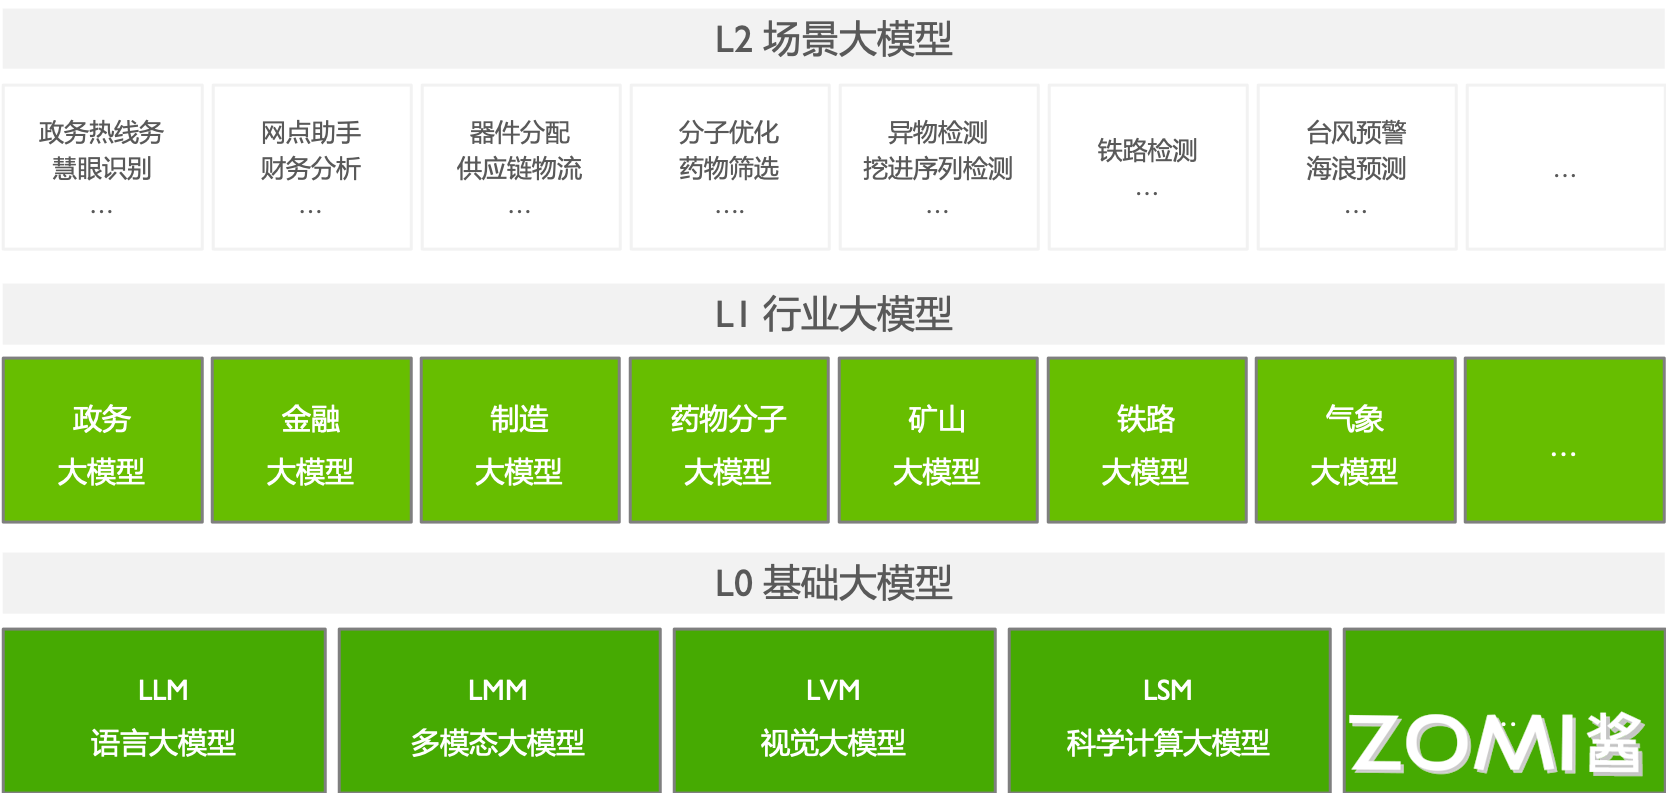 L2 场景大模型
政务热线务
慧眼识别
…
网点助手
财务分析
…
器件分配
供应链物流
…
分子优化
药物筛选
….
异物检测
挖进序列检测
…
铁路检测
…
台风预警
海浪预测
…
…
L1 行业大模型
政务
大模型
金融
大模型
制造
大模型
药物分子
大模型
矿山
大模型
铁路
大模型
气象
大模型
…
L0 基础大模型
LLM
语言大模型
LMM
多模态大模型
LVM
视觉大模型
LSM
科学计算大模型
…
ZOMI酱